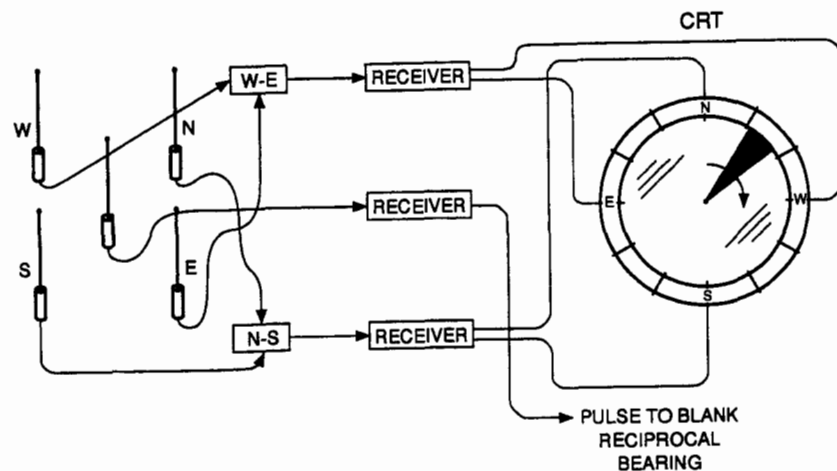 CRT
W-E
RECEIVER
W
N
N
E
W
S
RECEIVER
S
E
N-S
RECEIVER
PULSE TO BLANK
RECIPROCAL
BEARING